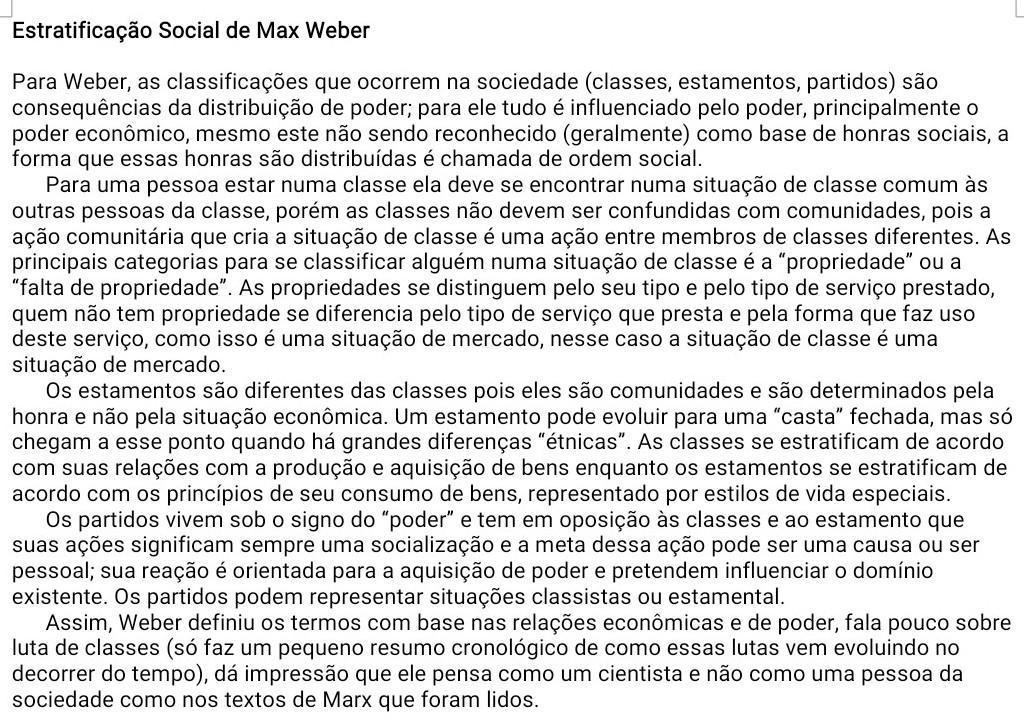 Estratificação Social de Max Weber
Para Weber, as classificações que ocorrem na sociedade (classes, estamentos, partidos) são
consequências da distribuição de poder; para ele tudo é influenciado pelo poder, principalmente o
poder econômico, mesmo este não sendo reconhecido (geralmente) como base de honras sociais, a
forma que essas honras são distribuídas é chamada de ordem social.
Para uma pessoa estar numa classe ela deve se encontrar numa situação de classe comum às
outras pessoas da classe, porém as classes não devem ser confundidas com comunidades, pois a
ação comunitária que cria a situação de classe é uma ação entre membros de classes diferentes. As
principais categorias para se classificar alguém numa situação de classe é a “propriedade” ou a
“falta de propriedade”. As propriedades se distinguem pelo seu tipo e pelo tipo de serviço prestado,
quem não tem propriedade se diferencia pelo tipo de serviço que presta e pela forma que faz uso
deste serviço, como isso é uma situação de mercado, nesse caso a situação de classe é uma
situação de mercado.
Os estamentos são diferentes das classes pois eles são comunidades e são determinados pela
honra e não pela situação econômica. Um estamento pode evoluir para uma “casta” fechada, mas só
chegam a esse ponto quando há grandes diferenças “étnicas”. As classes se estratificam de acordo
com suas relações com a produção e aquisição de bens enquanto os estamentos se estratificam de
acordo com os princípios de seu consumo de bens, representado por estilos de vida especiais.
Os partidos vivem sob o signo do “poder” e tem em oposição às classes e ao estamento que
suas ações significam sempre uma socialização e a meta dessa ação pode ser uma causa ou ser
pessoal; sua reação é orientada para a aquisição de poder e pretendem influenciar o domínio
existente. Os partidos podem representar situações classistas ou estamental.
Assim, Weber definiu os termos com base nas relações econômicas e de poder, fala pouco sobre
luta de classes (só faz um pequeno resumo cronológico de como essas lutas vem evoluindo no
decorrer do tempo), dá impressão que ele pensa como um cientista e não como uma pessoa da
sociedade como nos textos de Marx que foram lidos.